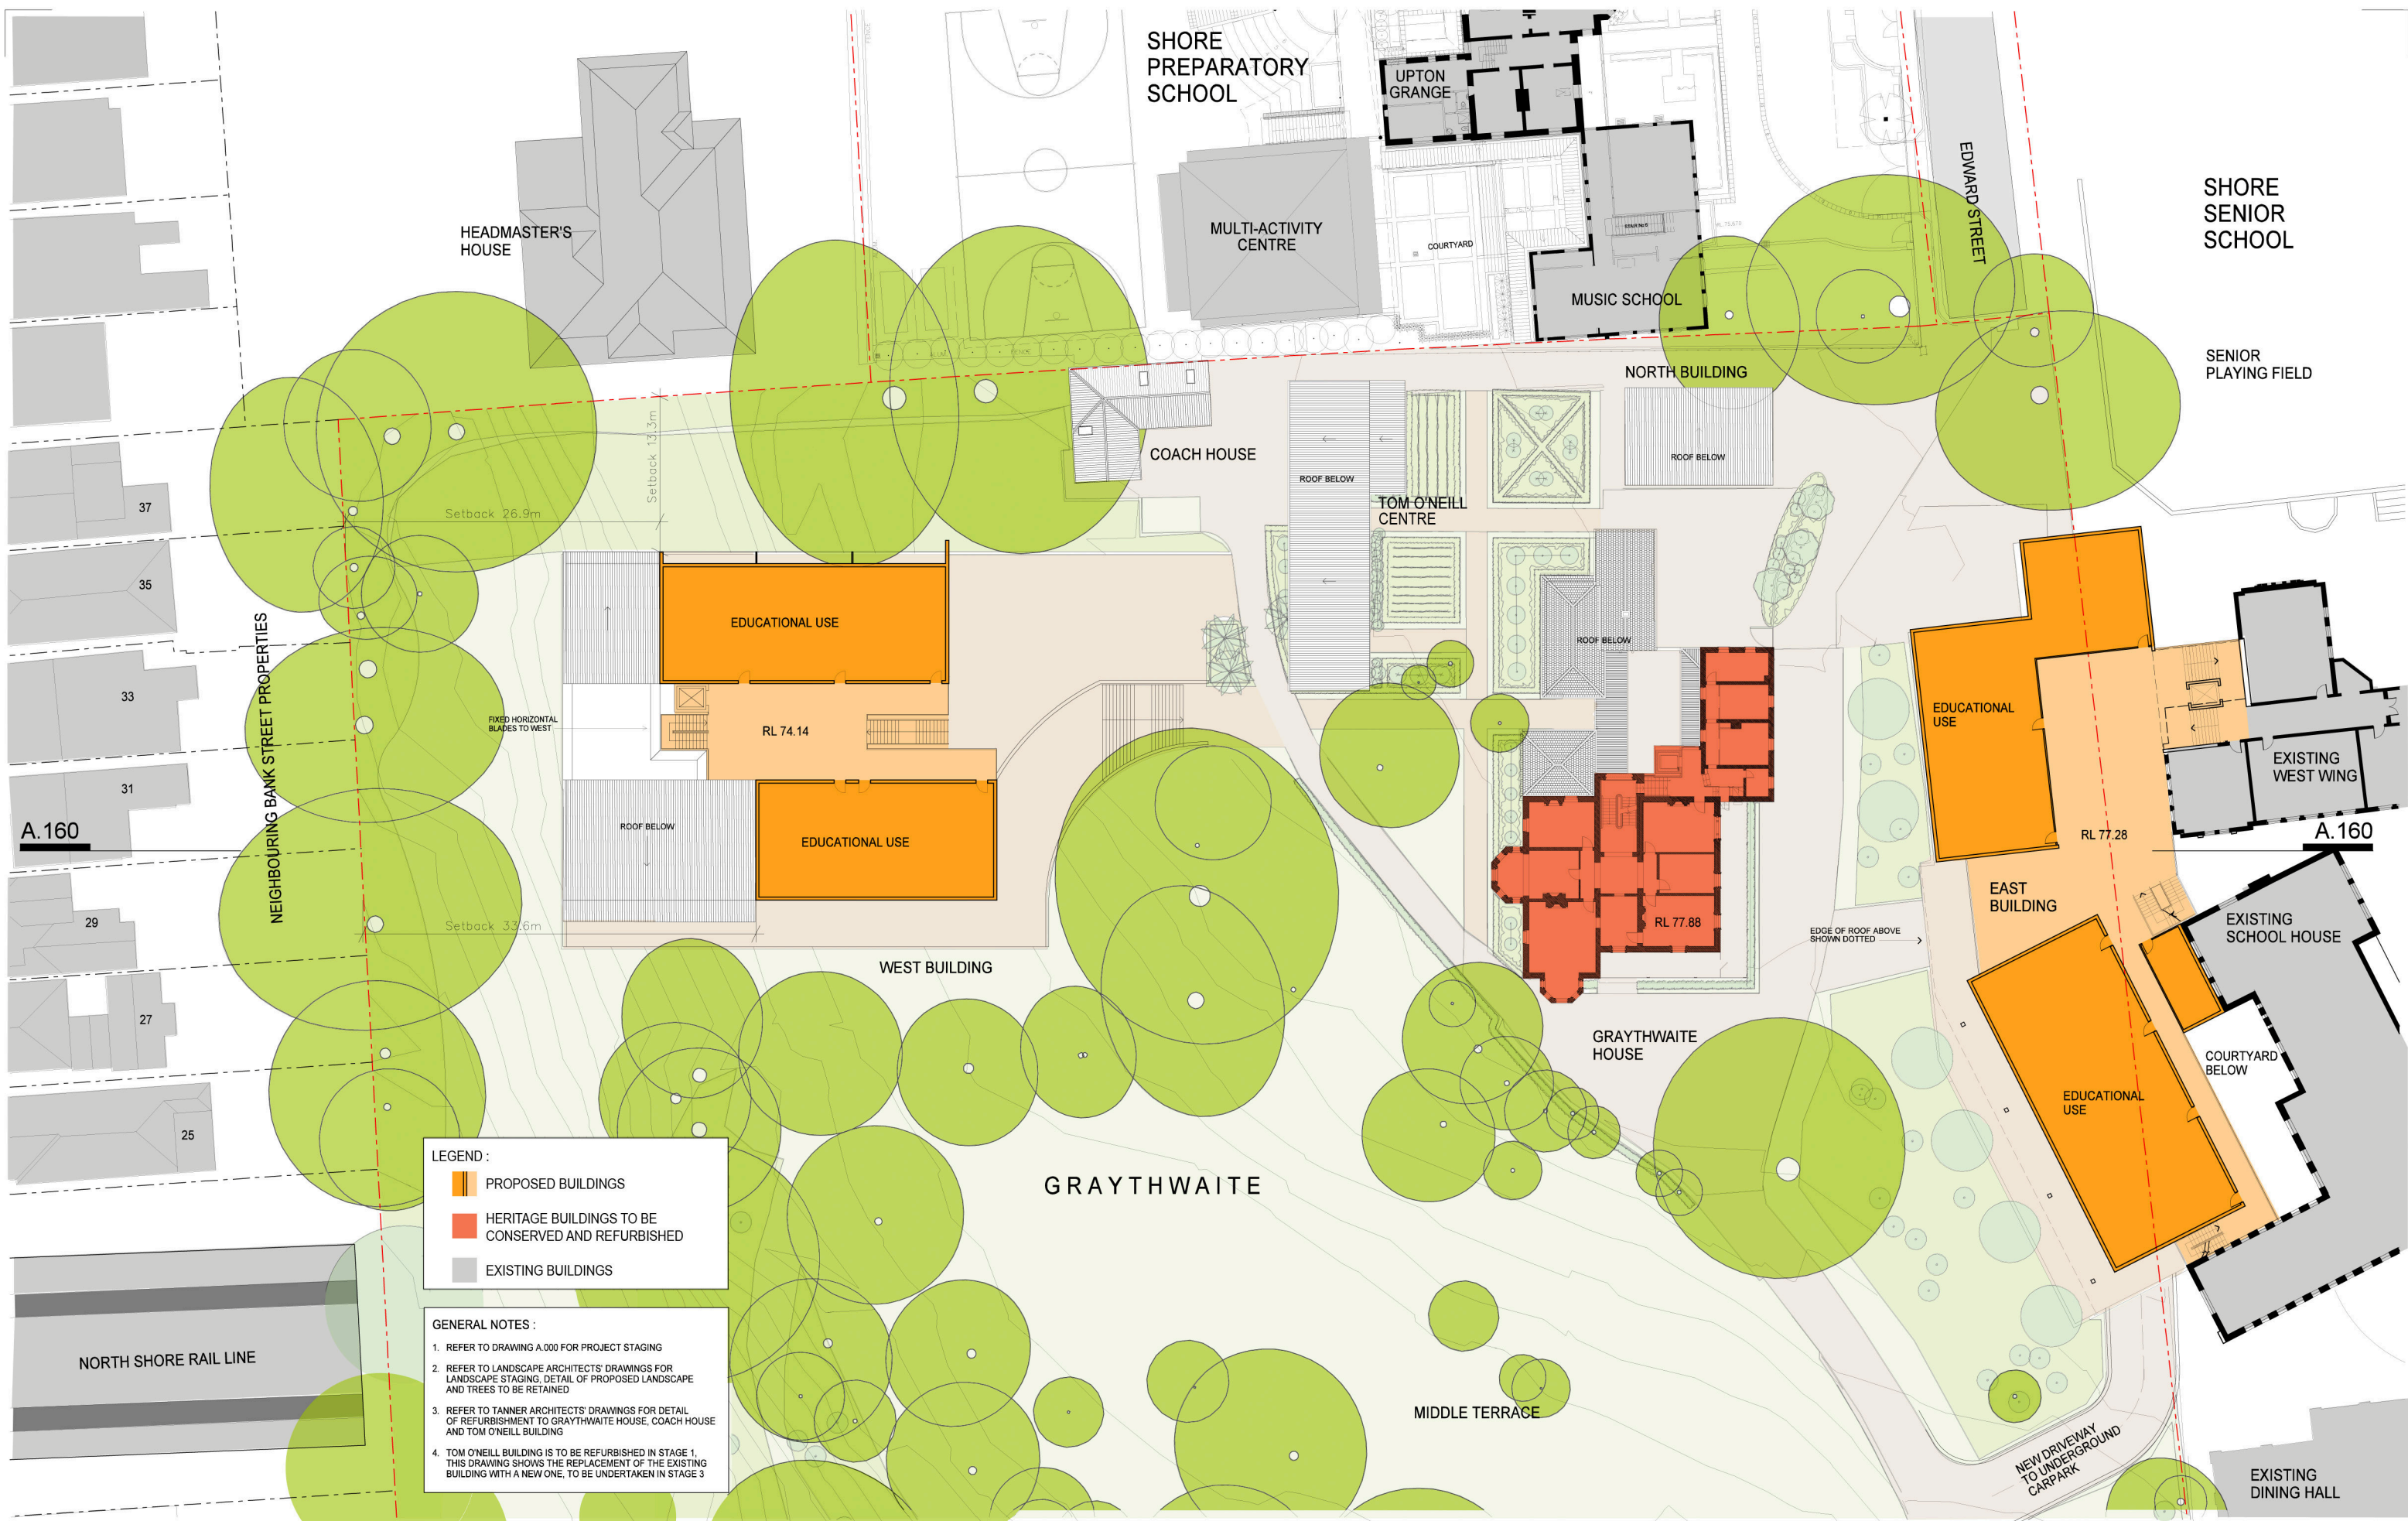 SHORE
PREPARATORY
SCHOOL
UPTON
GRANGE
EDWARD STREET
SHORE
SENIOR
SCHOOL
HEADMASTER'S
HOUSE
MULTI-ACTIVITY
CENTRE
COURTYARD
MUSIC SCHOOL
SENIOR
PLAYING FIELD
NORTH BUILDING
Setback 13.3m
COACH HOUSE
ROOF BELOW
ROOF BELOW
TOM O'NEILL
CENTRE
37
Setback 26.9m
35
NEIGHBOURING BANK STREET PROPERTIES
EDUCATIONAL USE
ROOF BELOW
33
FIXED HORIZONTAL
BLADES TO WEST
RL 74.14
EDUCATIONAL
USE
EXISTING
WEST WING
31
A.160
ROOF BELOW
EDUCATIONAL USE
RL 77.28
A.160
29
Setback 33.6m
RL 77.88
EAST
BUILDING
EDGE OF ROOF ABOVE
SHOWN DOTTED
EXISTING
SCHOOL HOUSE
WEST BUILDING
27
GRAYTHWAITE
HOUSE
COURTYARD
BELOW
EDUCATIONAL
USE
25
GRAYTHWAITE
LEGEND :
PROPOSED BUILDINGS
HERITAGE BUILDINGS TO BE
CONSERVED AND REFURBISHED
EXISTING BUILDINGS
GENERAL NOTES :
1. REFER TO DRAWING A.000 FOR PROJECT STAGING
2. REFER TO LANDSCAPE ARCHITECTS' DRAWINGS FOR
LANDSCAPE STAGING, DETAIL OF PROPOSED LANDSCAPE
AND TREES TO BE RETAINED
3. REFER TO TANNER ARCHITECTS' DRAWINGS FOR DETAIL
OF REFURBISHMENT TO GRAYTHWAITE HOUSE, COACH HOUSE
AND TOM O'NEILL BUILDING
4. TOM O'NEILL BUILDING IS TO BE REFURBISHED IN STAGE 1,
THIS DRAWING SHOWS THE REPLACEMENT OF THE EXISTING
BUILDING WITH A NEW ONE, TO BE UNDERTAKEN IN STAGE 3
NORTH SHORE RAIL LINE
MIDDLE TERRACE
NEW DRIVEWAY
TO UNDERGROUND
CARPARK
EXISTING
DINING HALL